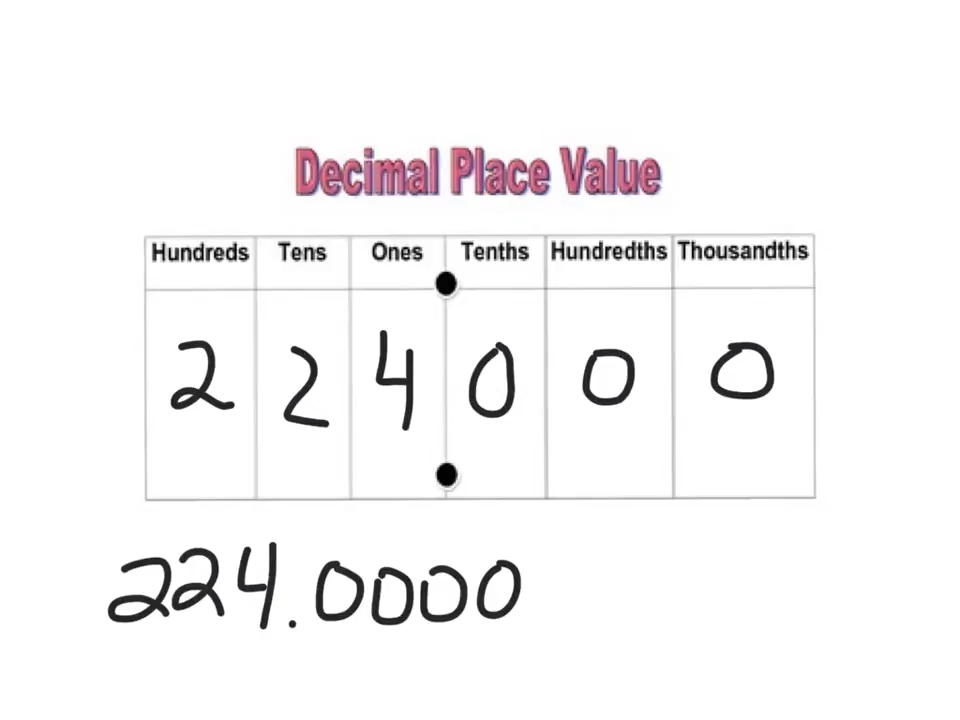 Decimal Place Value
Hundreds Tens Ones Tenths Hundredths Thousandths
2 2 4 0 0 0
224.0000